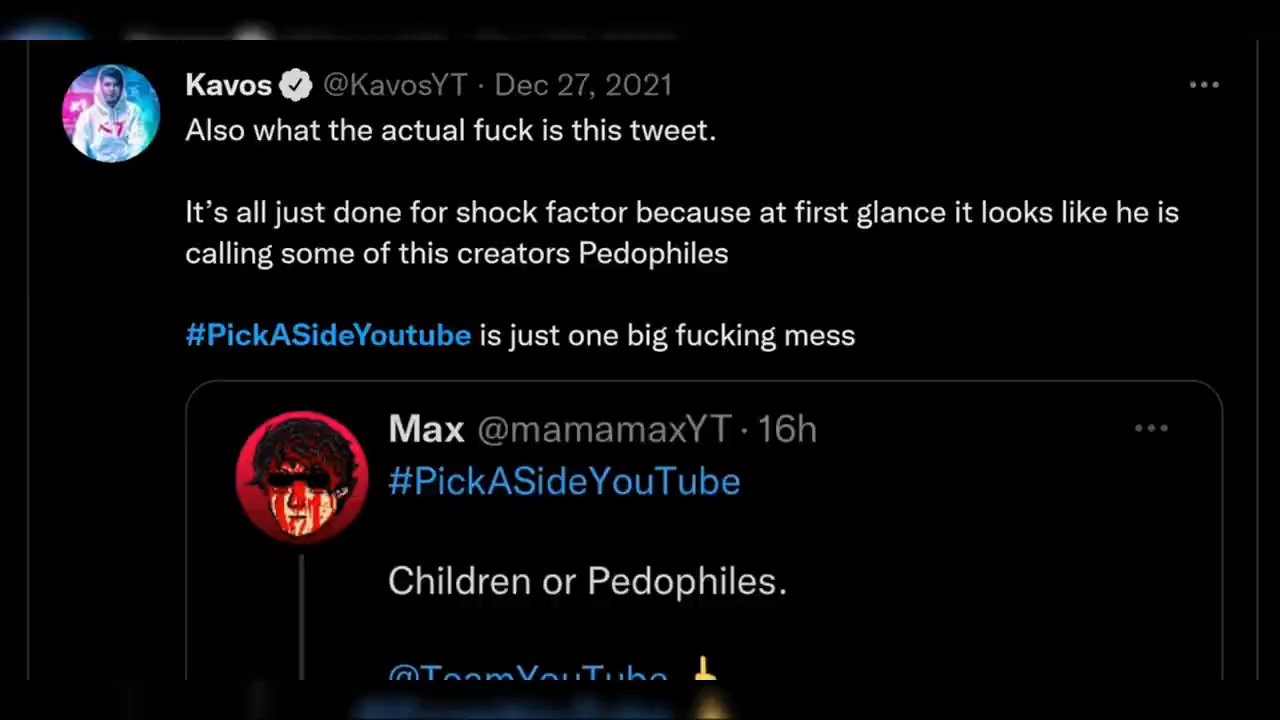 Kavos @KavosYT · Dec 27, 2021
Also what the actual fuck is this tweet.
It's all just done for shock factor because at first glance it looks like he is
calling some of this creators Pedophiles
#PickASideYoutube is just one big fucking mess
Max @mamamaxYT · 16h
#PickASideYouTube
Children or Pedophiles.
@TeamYouTube